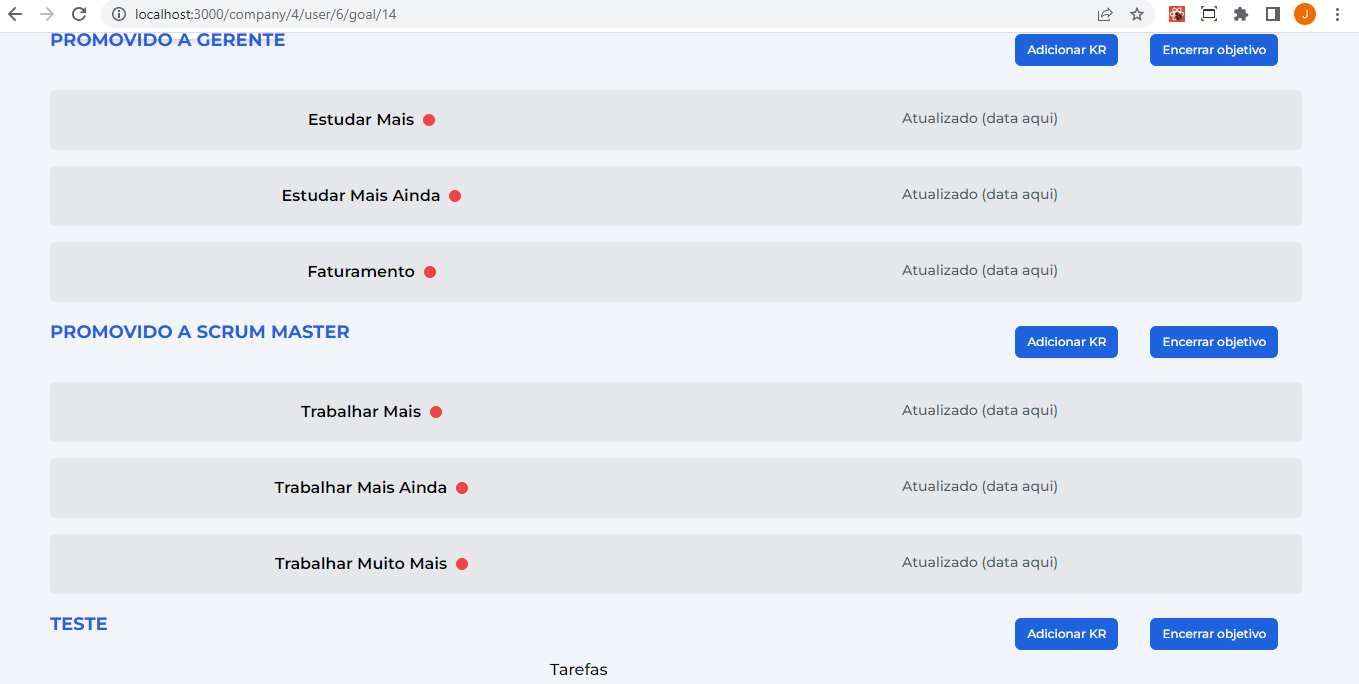 localhost:3000/company/4/user/6/goal/14
J
PROMOVIDO A GERENTE
Adicionar KR
Encerrar objetivo
Estudar Mais
Atualizado (data aqui)
Estudar Mais Ainda
Atualizado (data aqui)
Faturamento
Atualizado (data aqui)
PROMOVIDO A SCRUM MASTER
Adicionar KR
Encerrar objetivo
Trabalhar Mais
Atualizado (data aqui)
Trabalhar Mais Ainda
Atualizado (data aqui)
Trabalhar Muito Mais
Atualizado (data aqui)
TESTE
Adicionar KR
Encerrar objetivo
Tarefas